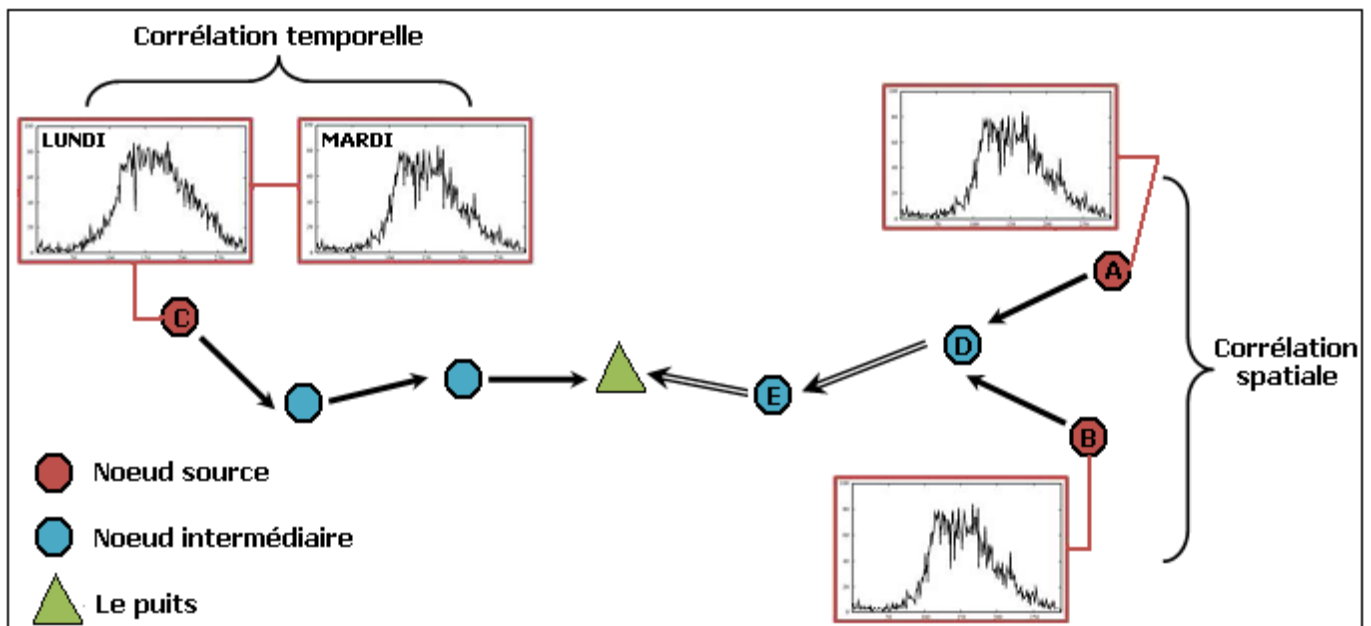 Corrélation temporelle
LUNDI
MARDI
A
C
D
Corrélation
spatiale
E
B
Noeud source
Noeud intermédiaire
Le puits